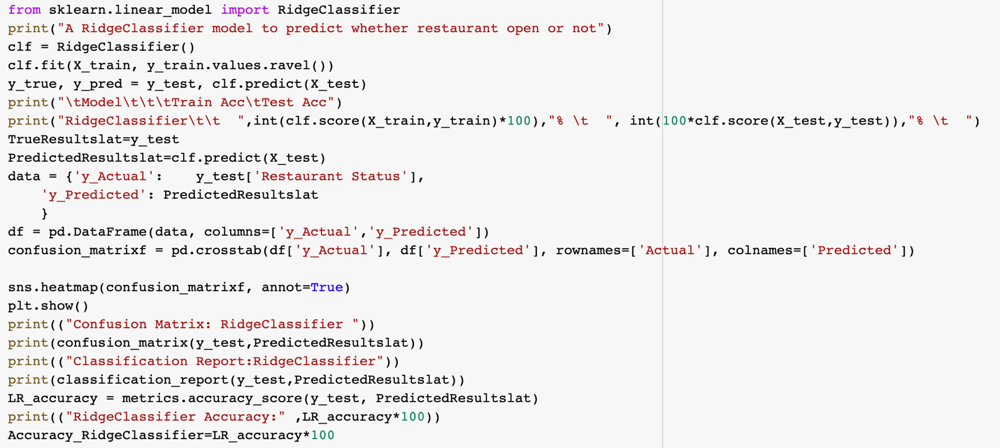 from sklearn.linear_model import RidgeClassifier
print("A RidgeClassifier model to predict whether restaurant open or not")
clf = RidgeClassifier()
clf.fit(X_train, y_train.values.ravel())
y_true, y_pred = y_test, clf.predict(X_test)
print("\tModel\t\t\tTrain Acc\tTest Acc")
print("RidgeClassifier\t\t  ",int(clf.score(X_train,y_train)*100),"% \t  ", int(100*clf.score(X_test,y_test)),"% \t  ")
TrueResultslat=y_test
PredictedResultslat=clf.predict(X_test)
data = {'y_Actual':    y_test['Restaurant Status'],
    'y_Predicted': PredictedResultslat
    }
df = pd.DataFrame(data, columns=['y_Actual','y_Predicted'])
confusion_matrixf = pd.crosstab(df['y_Actual'], df['y_Predicted'], rownames=['Actual'], colnames=['Predicted'])

sns.heatmap(confusion_matrixf, annot=True)
plt.show()
print(("Confusion Matrix: RidgeClassifier "))
print(confusion_matrix(y_test,PredictedResultslat))
print(("Classification Report:RidgeClassifier"))
print(classification_report(y_test,PredictedResultslat))
LR_accuracy = metrics.accuracy_score(y_test, PredictedResultslat)
print(("RidgeClassifier Accuracy:" ,LR_accuracy*100))
Accuracy_RidgeClassifier=LR_accuracy*100